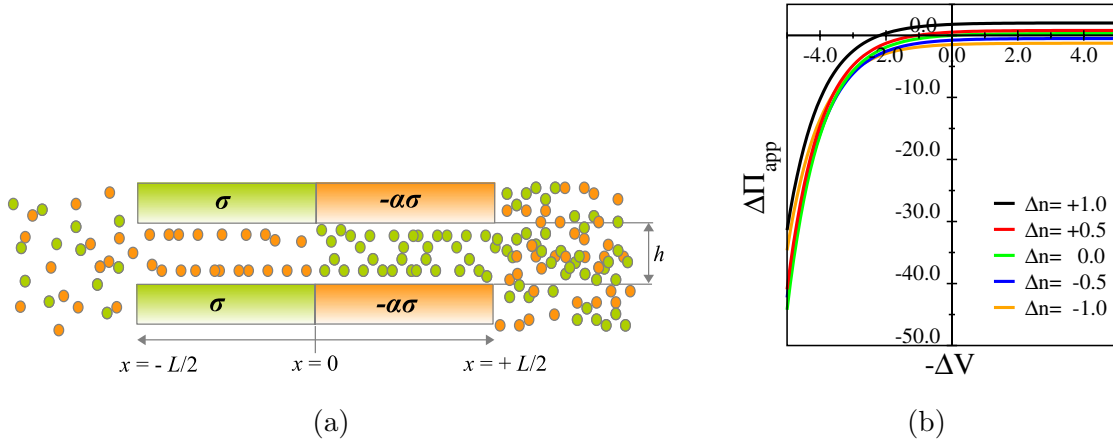 σ
-ασ
h
σ
-ασ
x = - L/2
x = 0
x = + L/2
(a)
0.0
-4.0
-2.0
0.0
2.0
4.0
-10.0
-20.0
-30.0
-40.0
-50.0
ΔΠapp
-ΔV
Δn= +1.0
Δn= +0.5
Δn= 0.0
Δn= -0.5
Δn= -1.0
(b)